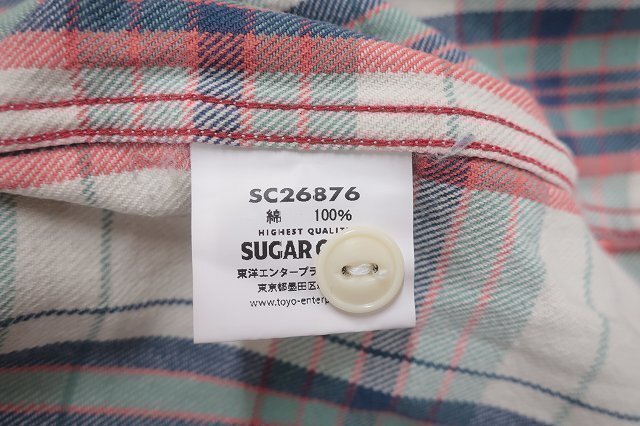 SC26876
綿 100%
HIGHEST QUALITY
SUGAR
東洋エンタープラ
東京都墨田区
www.toyo-enterp